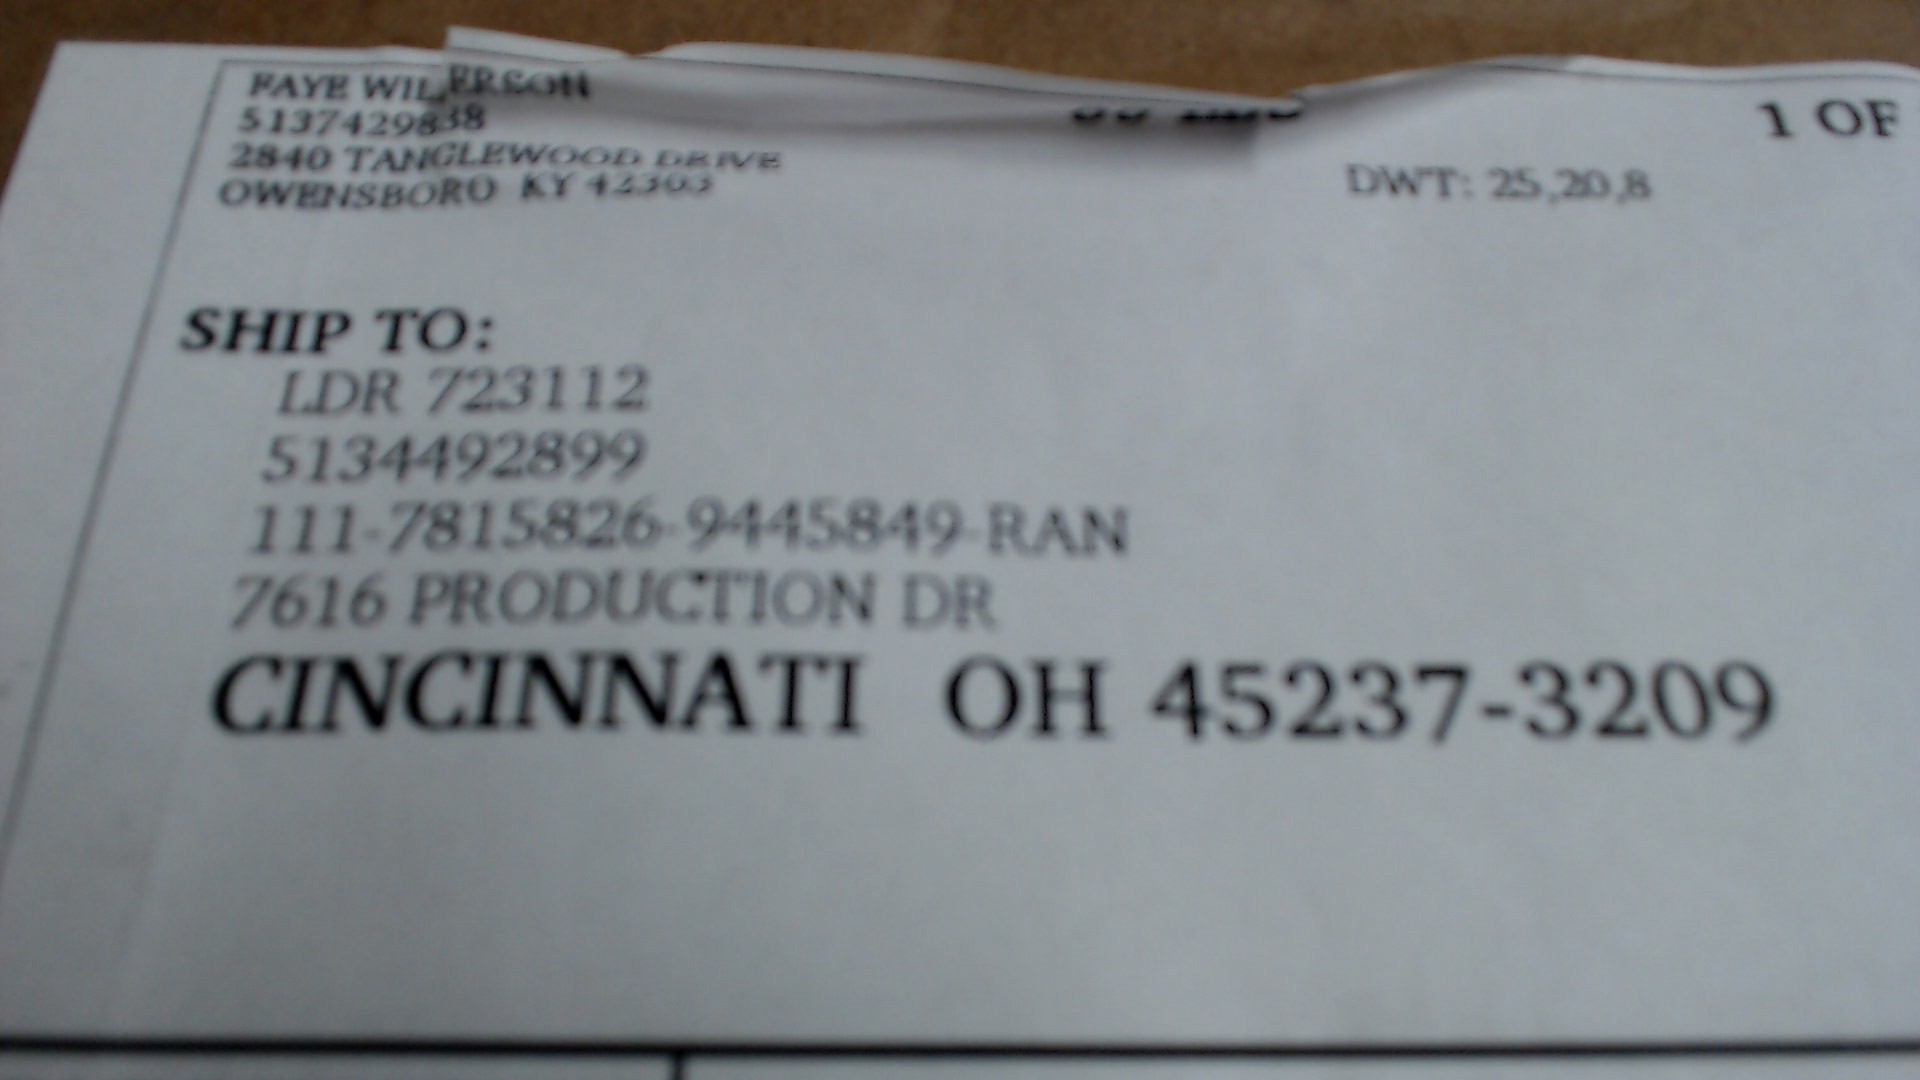 FAYE
5137429838
2840 TANGLEWOOD DRIVE
OWENSBORO KY 42303
1 OF
DWT: 25,20,8
SHIP TO:
LDR 723112
5134492899
111-7815826-9445849-RAN
7616 PRODUCTION DR
CINCINNATI OH 45237-3209